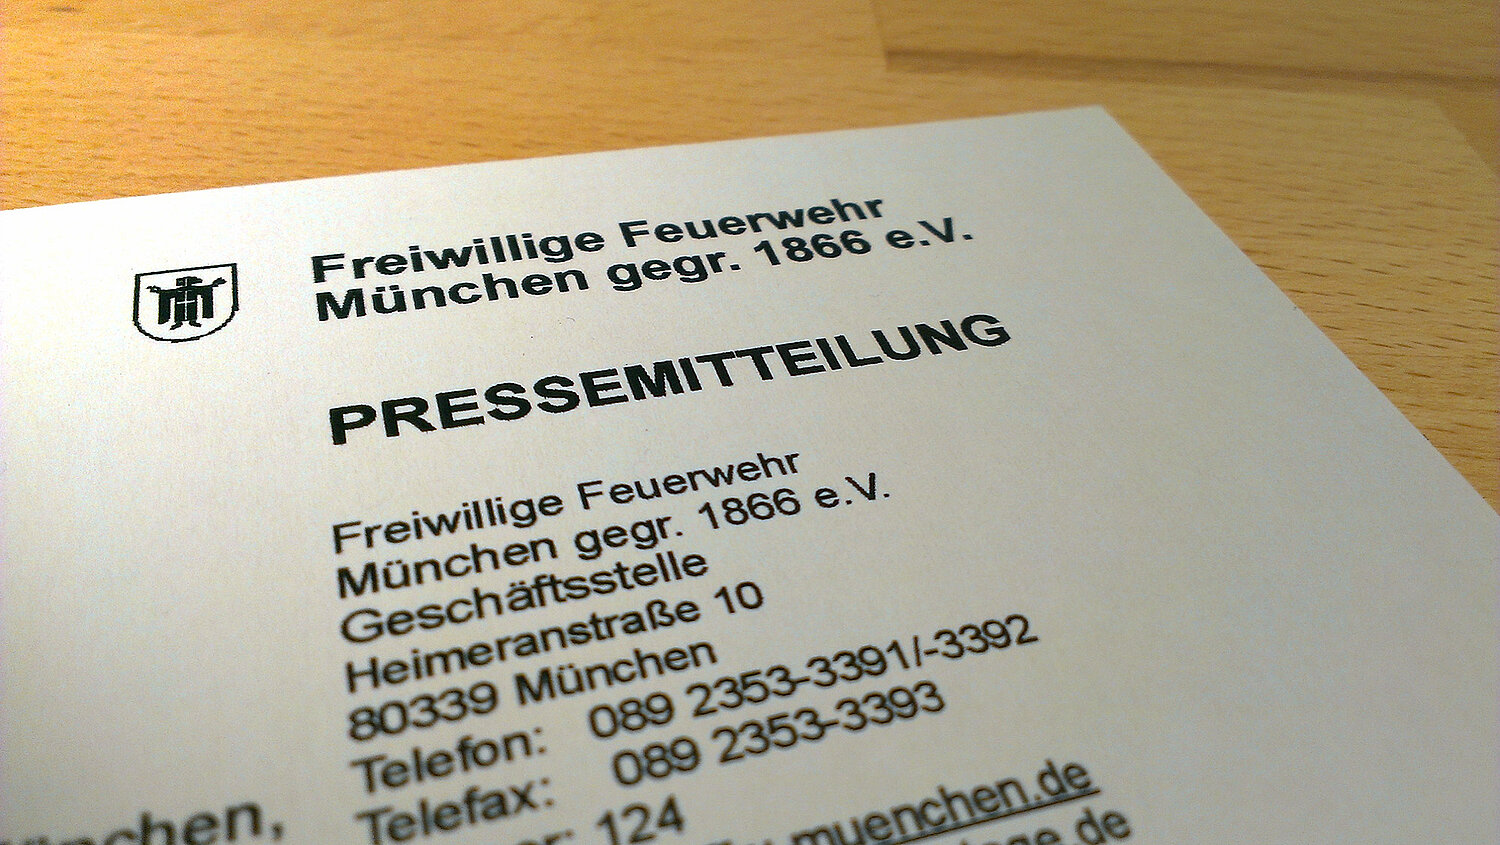 Freiwillige Feuerwehr
München gegr. 1866 e.V.
PRESSEMITTEILUNG
Freiwillige Feuerwehr
München gegr. 1866 e.V.
Geschäftsstelle
Heimeranstraße 10
80339 München
Telefon: 089 2353-3391/-3392
Telefax: 089 2353-3393
124
muenchen.de